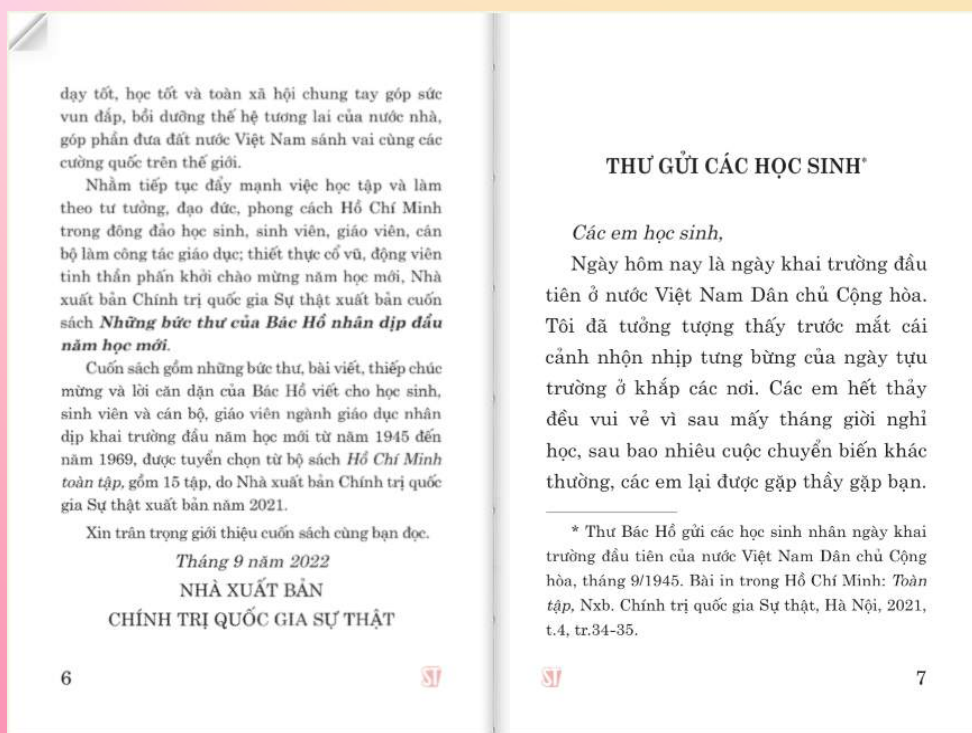 dạy tốt, học tốt và toàn xã hội chung tay góp sức
vun đắp, bồi dưỡng thế hệ tương lai của nước nhà,
góp phần đưa đất nước Việt Nam sánh vai cùng các
cường quốc trên thế giới.
Nhằm tiếp tục đẩy mạnh việc học tập và làm
theo tư tưởng, đạo đức, phong cách Hồ Chí Minh
trong đông đảo học sinh, sinh viên, giáo viên, cán
bộ làm công tác giáo dục; thiết thực cổ vũ, động viên
tinh thần phấn khởi chào mừng năm học mới, Nhà
xuất bản Chính trị quốc gia Sự thật xuất bản cuốn
sách Những bức thư của Bác Hồ nhân dịp đầu
năm học mới.
Cuốn sách gồm những bức thư, bài viết, thiếp chúc
mừng và lời căn dặn của Bác Hồ viết cho học sinh,
sinh viên và cán bộ, giáo viên ngành giáo dục nhân
dịp khai trường đầu năm học mới từ năm 1945 đến
năm 1969, được tuyển chọn từ bộ sách Hồ Chí Minh
toàn tập, gồm 15 tập, do Nhà xuất bản Chính trị quốc
gia Sự thật xuất bản năm 2021.
Xin trân trọng giới thiệu cuốn sách cùng bạn đọc.
Tháng 9 năm 2022
NHÀ XUẤT BẢN
CHÍNH TRỊ QUỐC GIA SỰ THẬT
6
ST
THƯ GỬI CÁC HỌC SINH*
Các em học sinh,
Ngày hôm nay là ngày khai trường đầu
tiên ở nước Việt Nam Dân chủ Cộng hòa.
Tôi đã tưởng tượng thấy trước mắt cái
cảnh nhộn nhịp tưng bừng của ngày tựu
trường ở khắp các nơi. Các em hết thảy
đều vui vẻ vì sau mấy tháng giời nghỉ
học, sau bao nhiêu cuộc chuyển biến khác
thường, các em lại được gặp thầy gặp bạn.
* Thư Bác Hồ gửi các học sinh nhân ngày khai
trường đầu tiên của nước Việt Nam Dân chủ Cộng
hòa, tháng 9/1945. Bài in trong Hồ Chí Minh: Toàn
tập, Nxb. Chính trị quốc gia Sự thật, Hà Nội, 2021,
t.4, tr.34-35.
ST
7